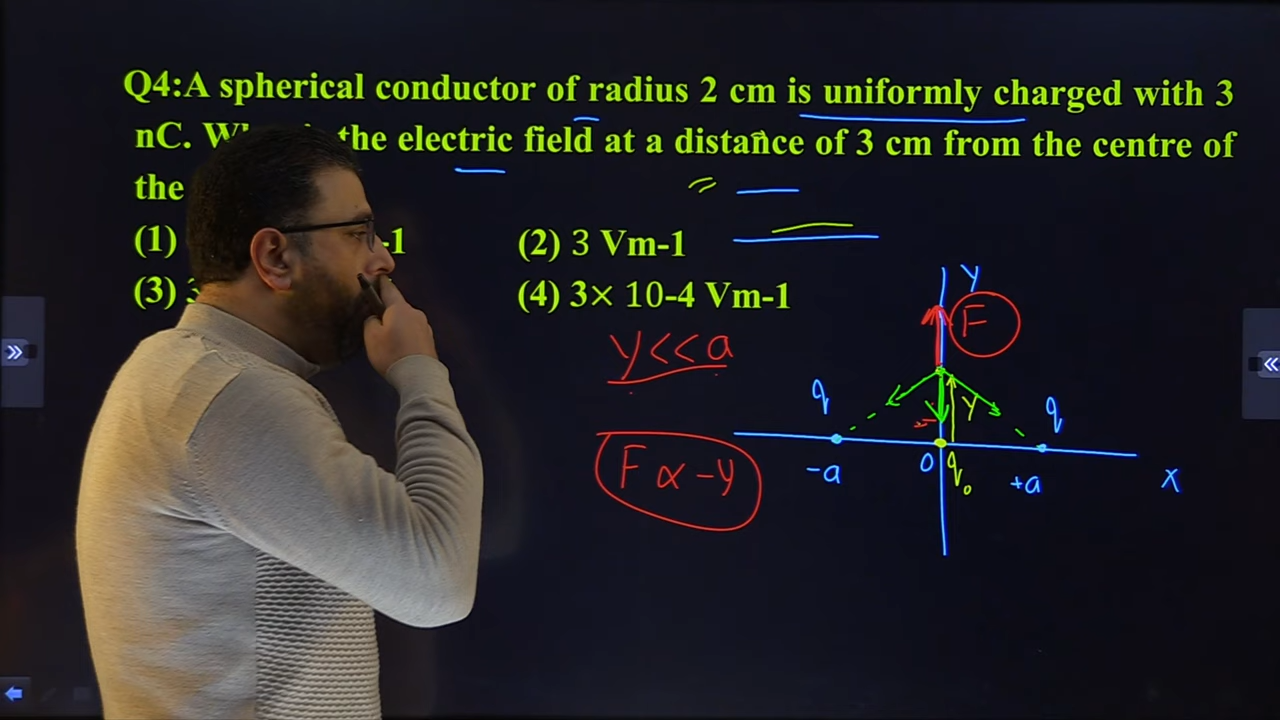 Q4:A spherical conductor of radius 2 cm is uniformly charged with 3
nC. the electric field at a distance of 3 cm from the centre of
the
(1) -1 (2) 3 Vm-1
(3) (4) 3× 10-4 Vm-1
Y
F
y<<a
q q
Y
F α -y
-a 0 q₀ +a X